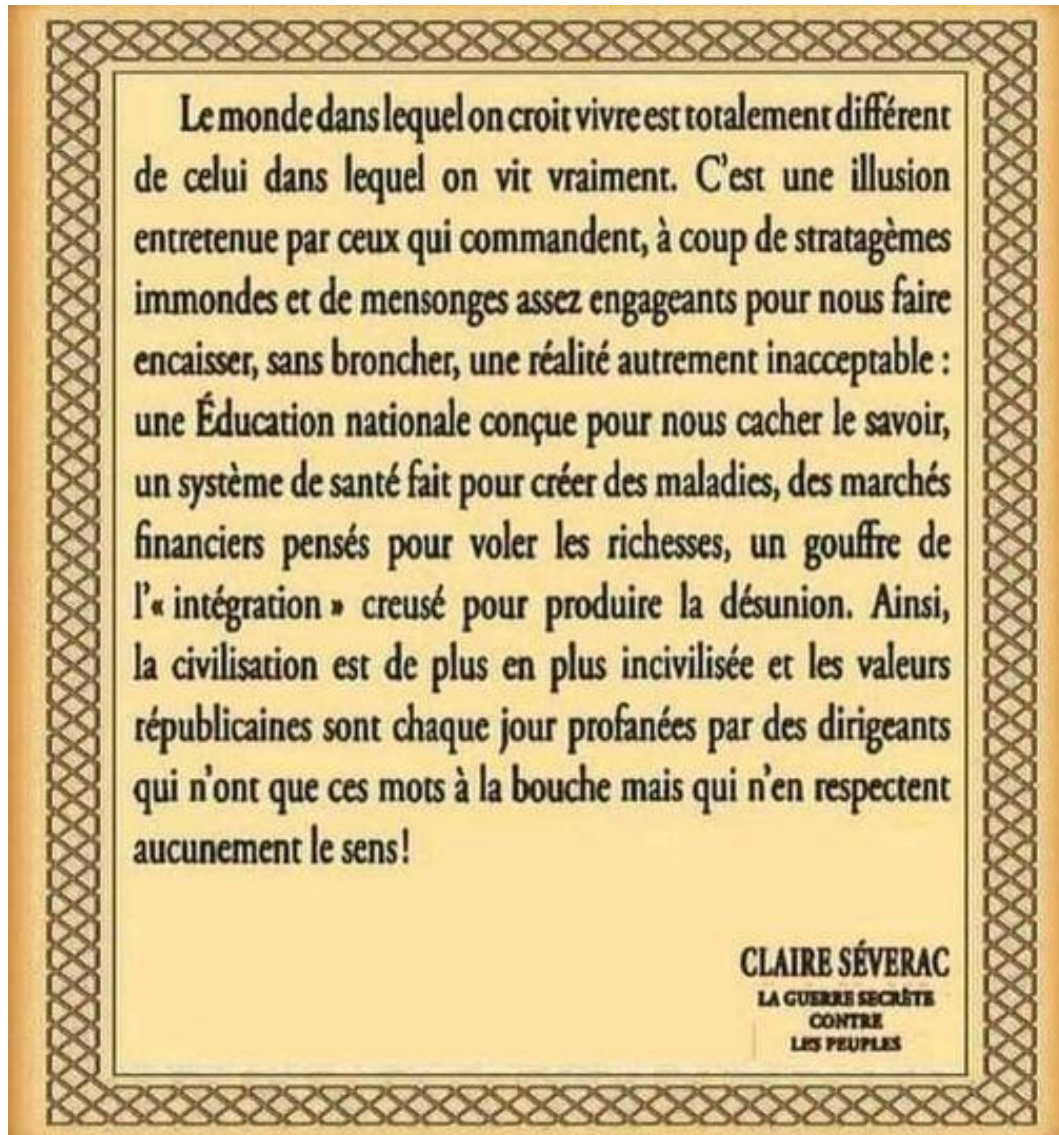 Le monde dans lequel on croit vivre est totalement différent
de celui dans lequel on vit vraiment. C'est une illusion
entretenue par ceux qui commandent, à coup de stratagèmes
immondes et de mensonges assez engageants pour nous faire
encaisser, sans broncher, une réalité autrement inacceptable :
une Éducation nationale conçue pour nous cacher le savoir,
un système de santé fait pour créer des maladies, des marchés
financiers pensés pour voler les richesses, un gouffre de
l'« intégration » creusé pour produire la désunion. Ainsi,
la civilisation est de plus en plus incivilisée et les valeurs
républicaines sont chaque jour profanées par des dirigeants
qui n'ont que ces mots à la bouche mais qui n'en respectent
aucunement le sens !
CLAIRE SÉVERAC
LA GUERRE SECRÈTE
CONTRE
LES PEUPLES